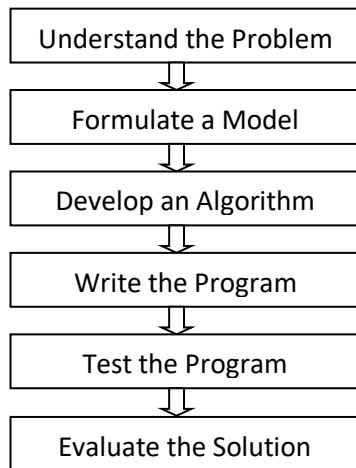 Understand the Problem
Formulate a Model
Develop an Algorithm
Write the Program
Test the Program
Evaluate the Solution